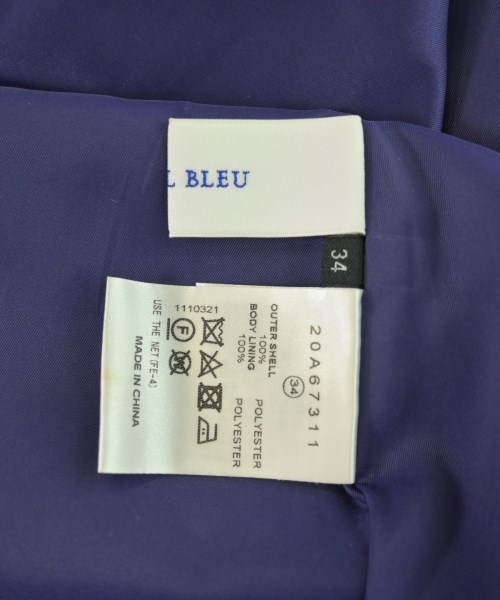 L BLEU
34
20A67311
34
OUTER SHELL
100% POLYESTER
BODY LINING
100% POLYESTER
1110321
F
W
USE THE NET(FE-4)
MADE IN CHINA